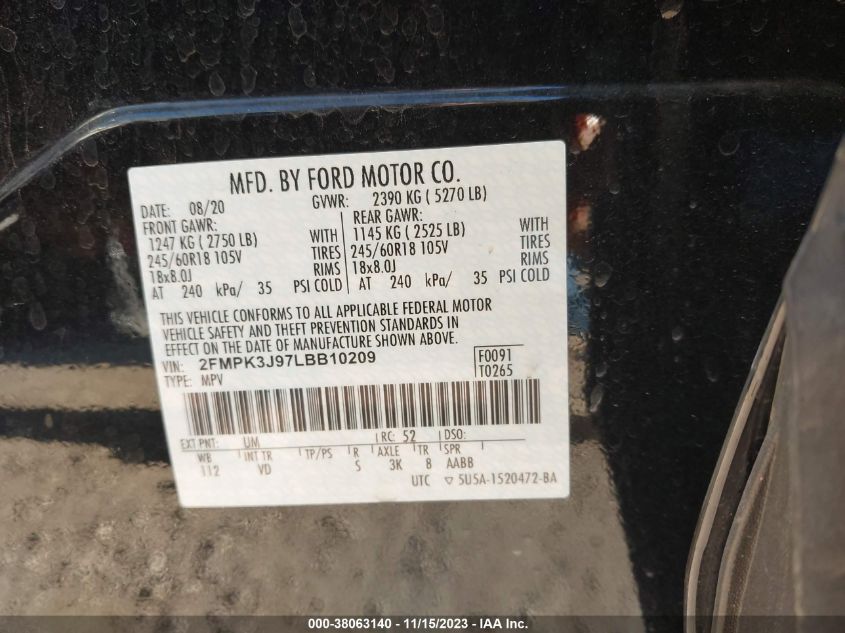 MFD. BY FORD MOTOR CO.
DATE: 08/20 GVWR: 2390 KG ( 5270 LB)
FRONT GAWR: REAR GAWR:
1247 KG ( 2750 LB) WITH 1145 KG ( 2525 LB) WITH
245/60R18 105V TIRES 245/60R18 105V TIRES
18x8.0J RIMS 18x8.0J RIMS
AT 240 kPa/ 35 PSI COLD AT 240 kPa/ 35 PSI COLD
THIS VEHICLE CONFORMS TO ALL APPLICABLE FEDERAL MOTOR
VEHICLE SAFETY AND THEFT PREVENTION STANDARDS IN
EFFECT ON THE DATE OF MANUFACTURE SHOWN ABOVE.
VIN: 2FMPK3J97LBB10209 F0091
TYPE: MPV T0265
EXT PNT: UM RC: 52 DSO:
WB INT TR TP/PS R AXLE TR SPR
112 VD S 3K 8 AABB
UTC ▽ 5U5A-1520472-BA
000-38063140 - 11/15/2023 - IAA Inc.